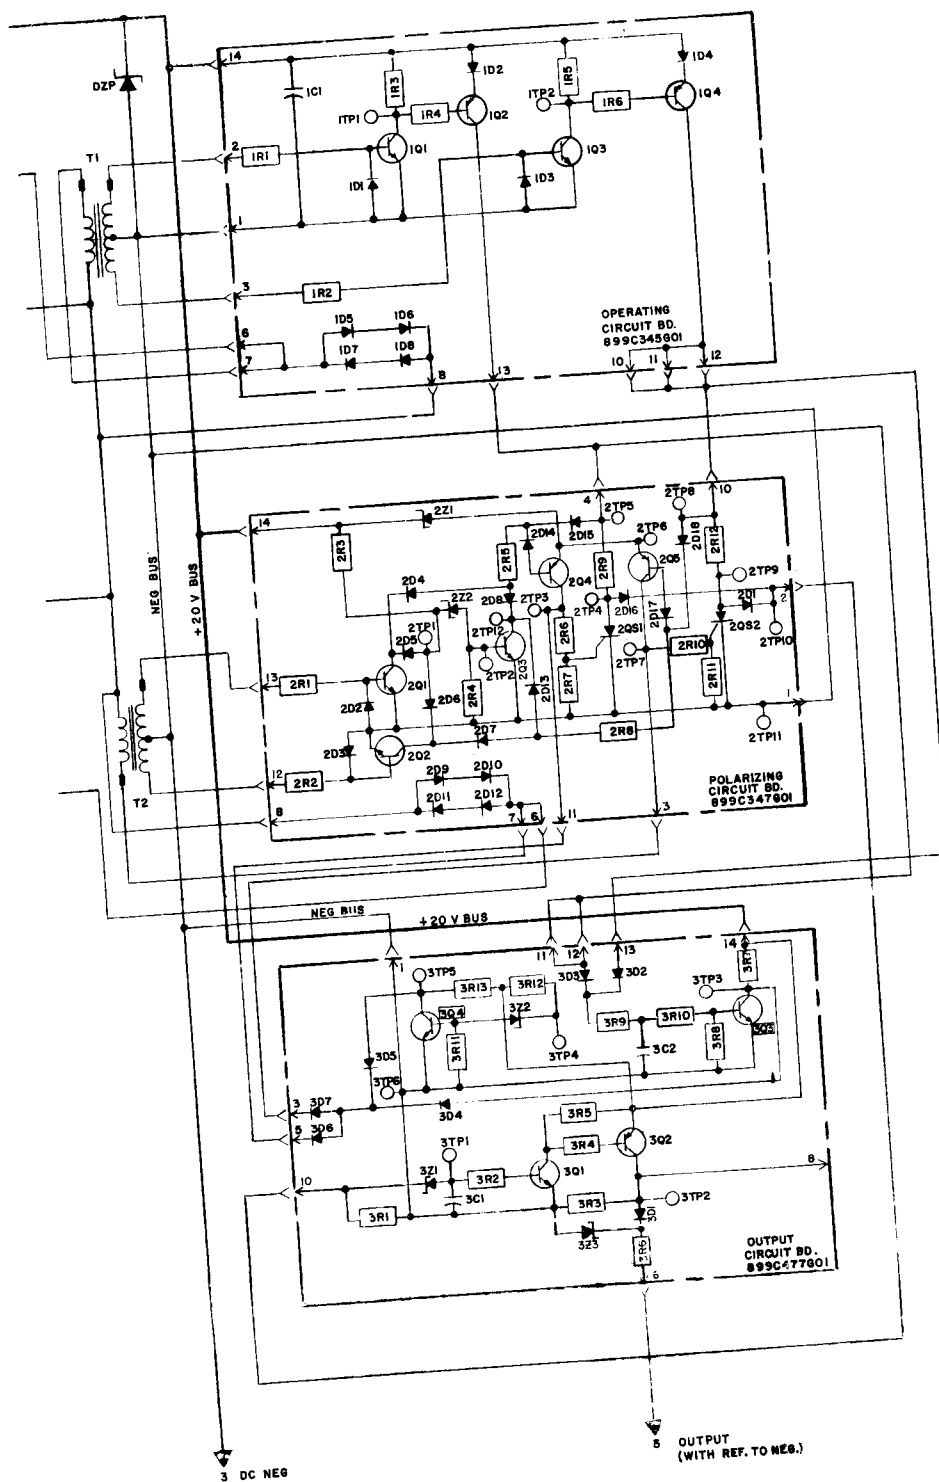 14
DZP
1C1
1R3
1D2
1R5
1D4
1TP1
1R4
1Q2
1TP2
1R6
1Q4
T1
2
1R1
1Q1
1Q3
1D1
1D3
1
3
1R2
6
1D5
1D6
7
1D7
1D8
8
13
OPERATING
CIRCUIT BD.
899C345G01
10
11
12
NEG BUS
+20 V BUS
14
2Z1
4
2TP5
2TP8
10
2R3
2R5
2D14
2D15
2TP6
2D18
2R12
2R9
2Q5
2Q4
2D4
2Z2
2D8
2TP3
2TP4
2D16
2D17
2TP9
2D1
2
2TP1
2TP12
2R6
2QS1
2QS2
2TP10
2D5
2TP2
2Q3
2R7
2TP7
2R10
2R11
13
2R1
2Q1
2D6
2R4
2D13
1
2D2
2D3
2Q2
2D7
2R8
2TP11
12
2R2
2D9
2D10
2D11
2D12
8
7
6
11
3
POLARIZING
CIRCUIT BD.
899C347G01
T2
NEG BUS
+20 V BUS
1
11
12
13
14
3TP5
3R13
3R12
3D3
3D2
3R7
3TP3
3Q4
3Z2
3R9
3R10
3Q3
3R11
3TP4
3C2
3R8
3D5
3TP6
3
3D7
3D4
5
3D6
3R5
3TP1
3R4
3Q2
10
3Z1
3R2
3Q1
8
3C1
3R3
3TP2
3R1
3D1
3Z3
3R6
6
OUTPUT
CIRCUIT BD.
899C477G01
5 OUTPUT
(WITH REF. TO NEG.)
3 DC NEG